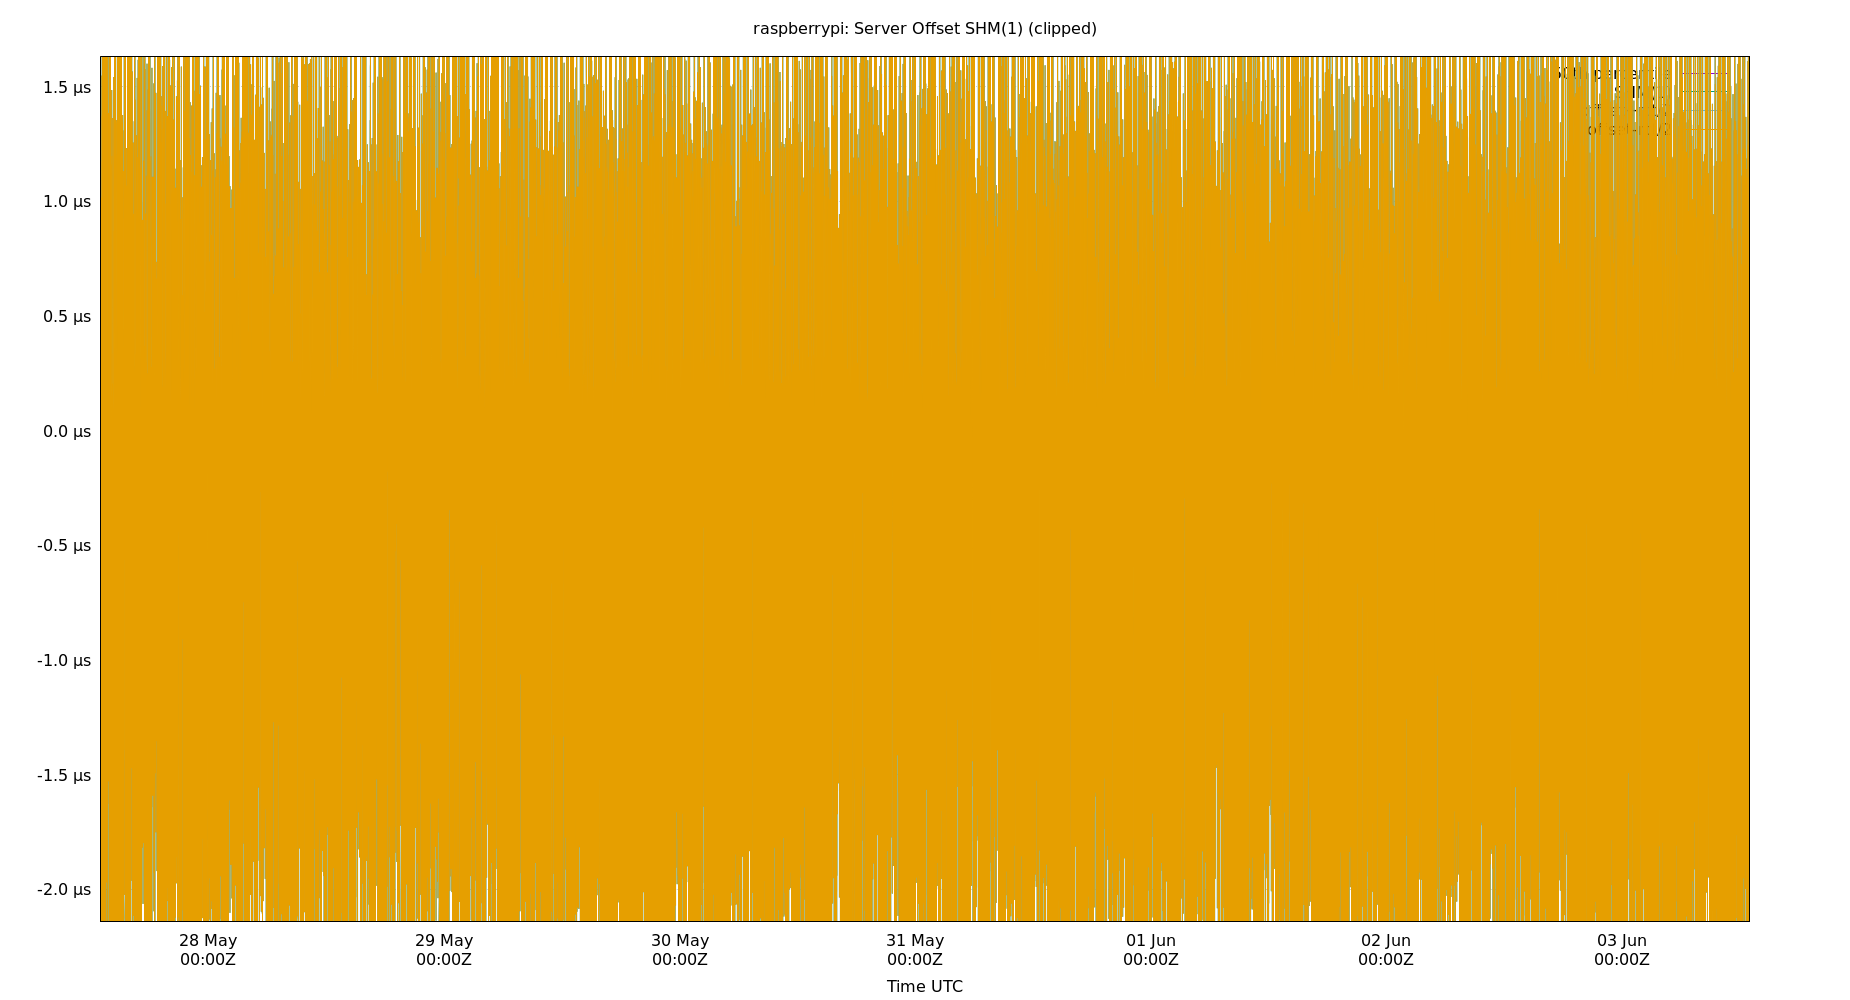 raspberrypi: Server Offset SHM(1) (clipped)
1.5 µs
1.0 µs
0.5 µs
0.0 µs
-0.5 µs
-1.0 µs
-1.5 µs
-2.0 µs
28 May 29 May 30 May 31 May 01 Jun 02 Jun 03 Jun
00:00Z 00:00Z 00:00Z 00:00Z 00:00Z 00:00Z 00:00Z
Time UTC